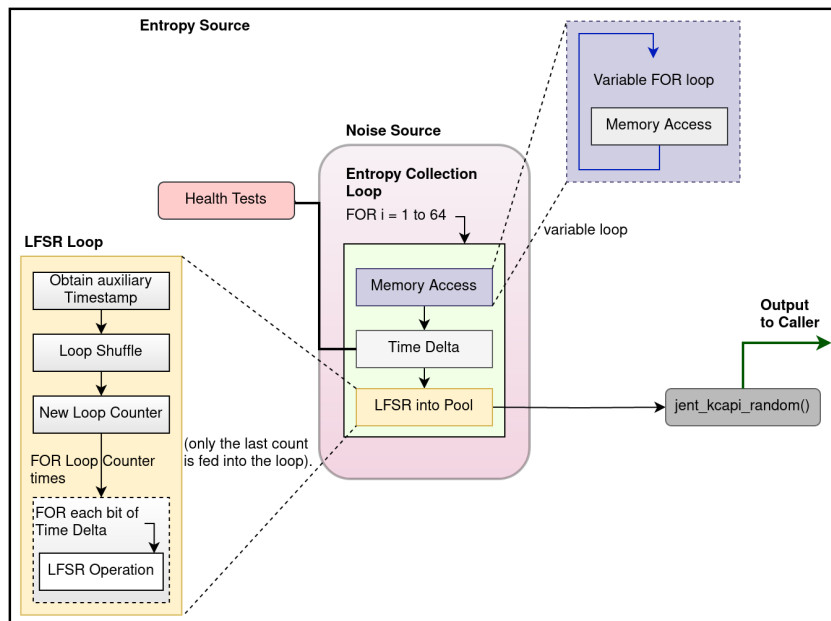 Entropy Source
Variable FOR loop
Memory Access
Noise Source
Entropy Collection
Loop
FOR i = 1 to 64
Health Tests
variable loop
LFSR Loop
Obtain auxiliary
Timestamp
Loop Shuffle
New Loop Counter
FOR Loop Counter
times
FOR each bit of
Time Delta
LFSR Operation
(only the last count
is fed into the loop).
Memory Access
Time Delta
LFSR into Pool
Output
to Caller
jent_kcapi_random()